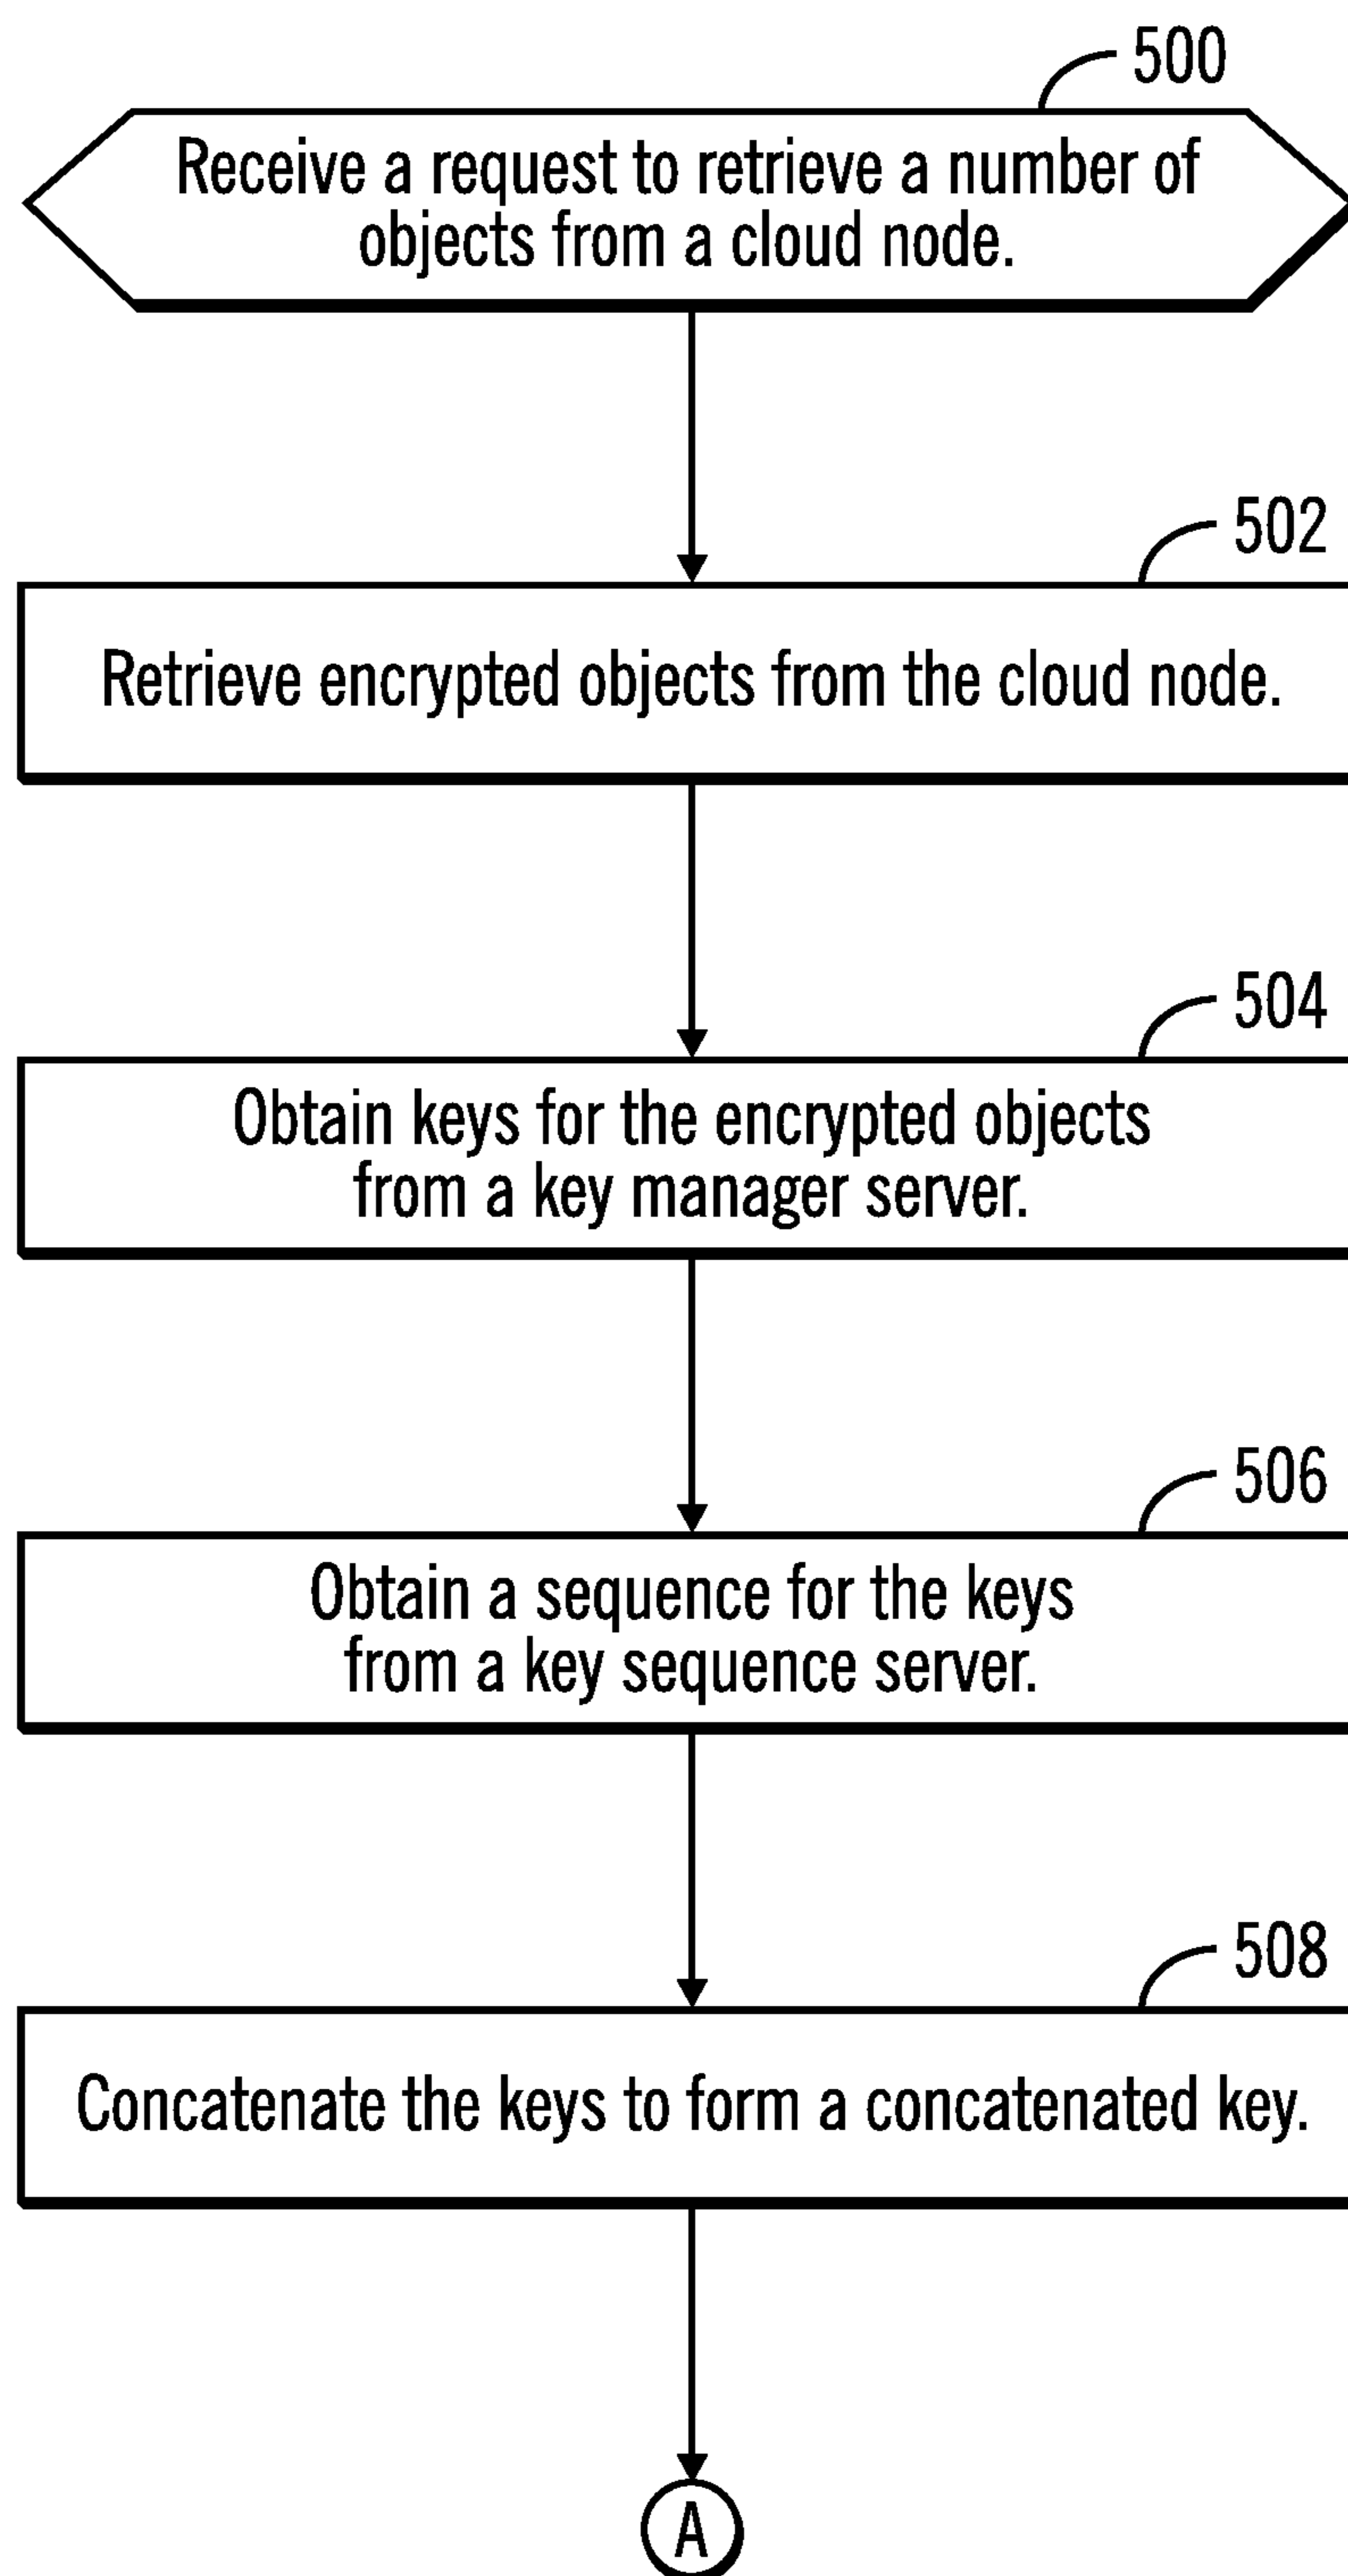 500
Receive a request to retrieve a number of
objects from a cloud node.
502
Retrieve encrypted objects from the cloud node.
504
Obtain keys for the encrypted objects
from a key manager server.
506
Obtain a sequence for the keys
from a key sequence server.
508
Concatenate the keys to form a concatenated key.
A